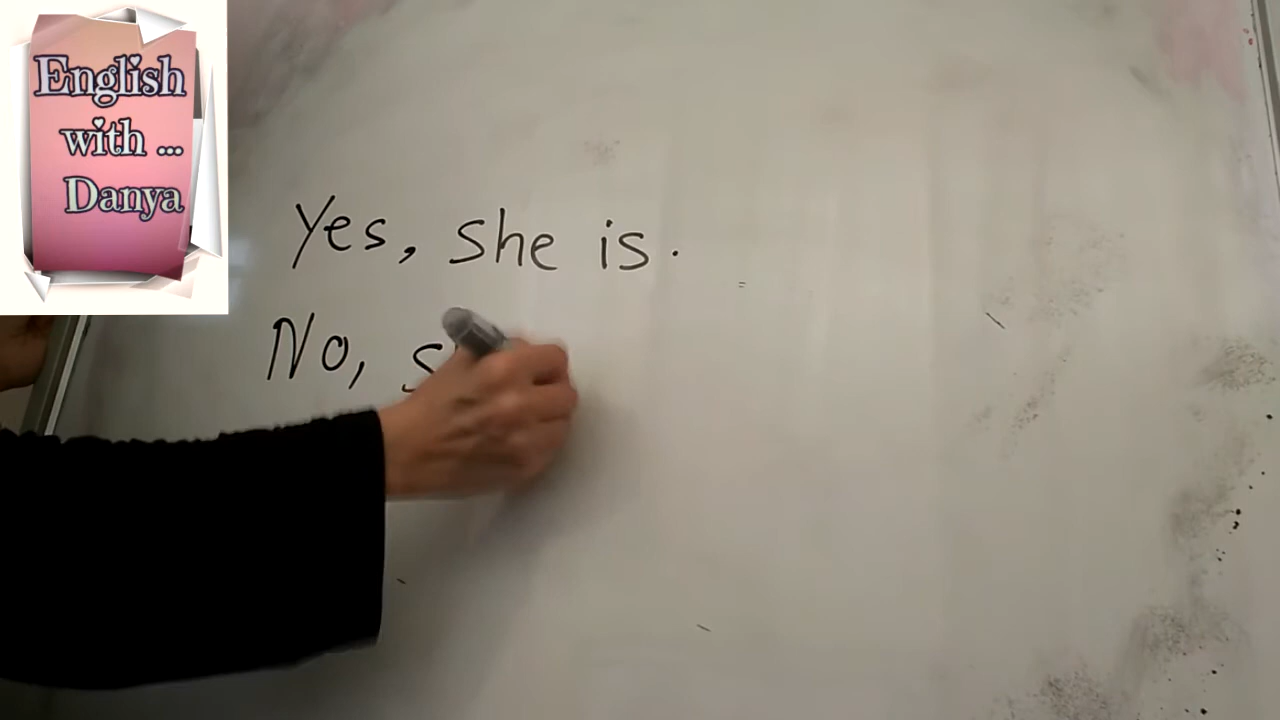 English
with ...
Danya
Yes, she is.
No, s